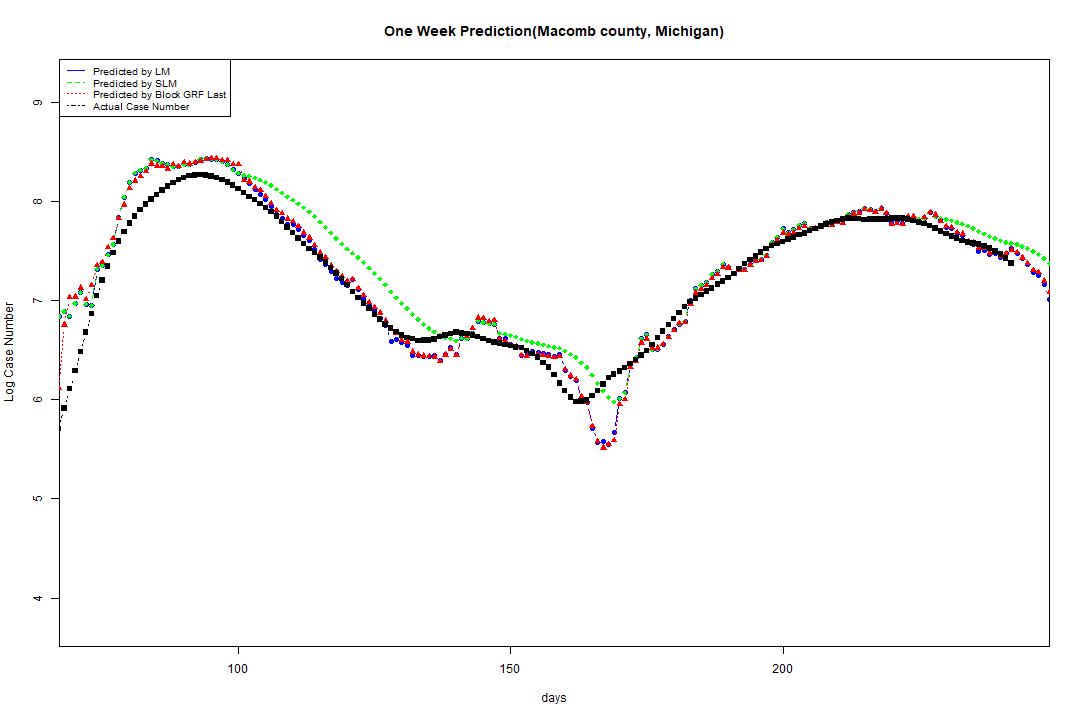 One Week Prediction(Macomb county, Michigan)
Predicted by LM
Predicted by SLM
Predicted by Block GRF Last
Actual Case Number
9
8
7
6
5
4
Log Case Number
100 150 200
days